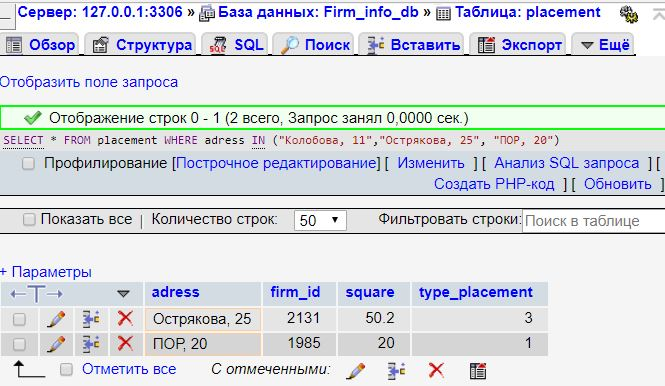 Сервер: 127.0.0.1:3306 » База данных: Firm_info_db » Таблица: placement
Обзор Структура SQL Поиск Вставить Экспорт Ещё
Отобразить поле запроса
Отображение строк 0 - 1 (2 всего, Запрос занял 0,0000 сек.)
SELECT * FROM placement WHERE adress IN ("Колобова, 11","Острякова, 25", "ПОР, 20")
Профилирование [Построчное редактирование] [ Изменить ] [ Анализ SQL запроса ] [
Создать PHP-код ] [ Обновить ]
Показать все | Количество строк: 50 Фильтровать строки: Поиск в таблице
+ Параметры
←T→ adress firm_id square type_placement
Острякова, 25 2131 50.2 3
ПОР, 20 1985 20 1
Отметить все С отмеченными: